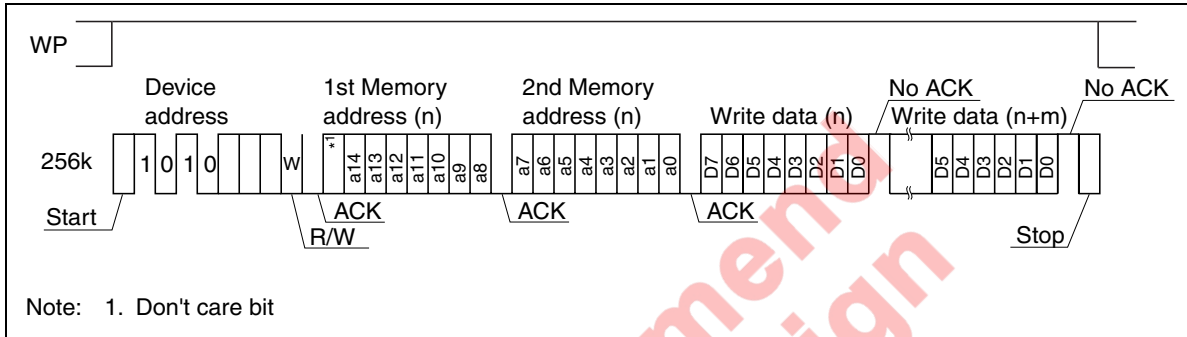 WP
Device address
1st Memory address (n)
2nd Memory address (n)
Write data (n)
No ACK
Write data (n+m)
No ACK
256k
1 0 1 0
W
*1
a14 a13 a12 a11 a10 a9 a8
a7 a6 a5 a4 a3 a2 a1 a0
D7 D6 D5 D4 D3 D2 D1 D0
D5 D4 D3 D2 D1 D0
Start
R/W
ACK
ACK
ACK
Stop
Note: 1. Don't care bit
mend
ign